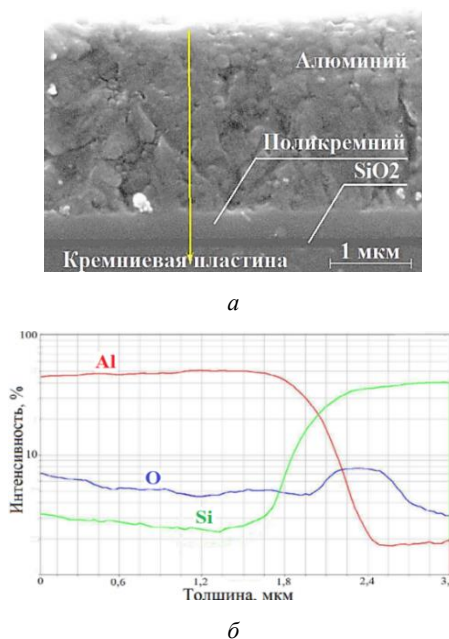 Алюминий
Поликремний
SiO2
Кремниевая пластина
1 мкм
а
100
Al
Интенсивность, %
10
O
Si
0
0,6
1,2
1,8
2,4
3,
Толщина, мкм
б